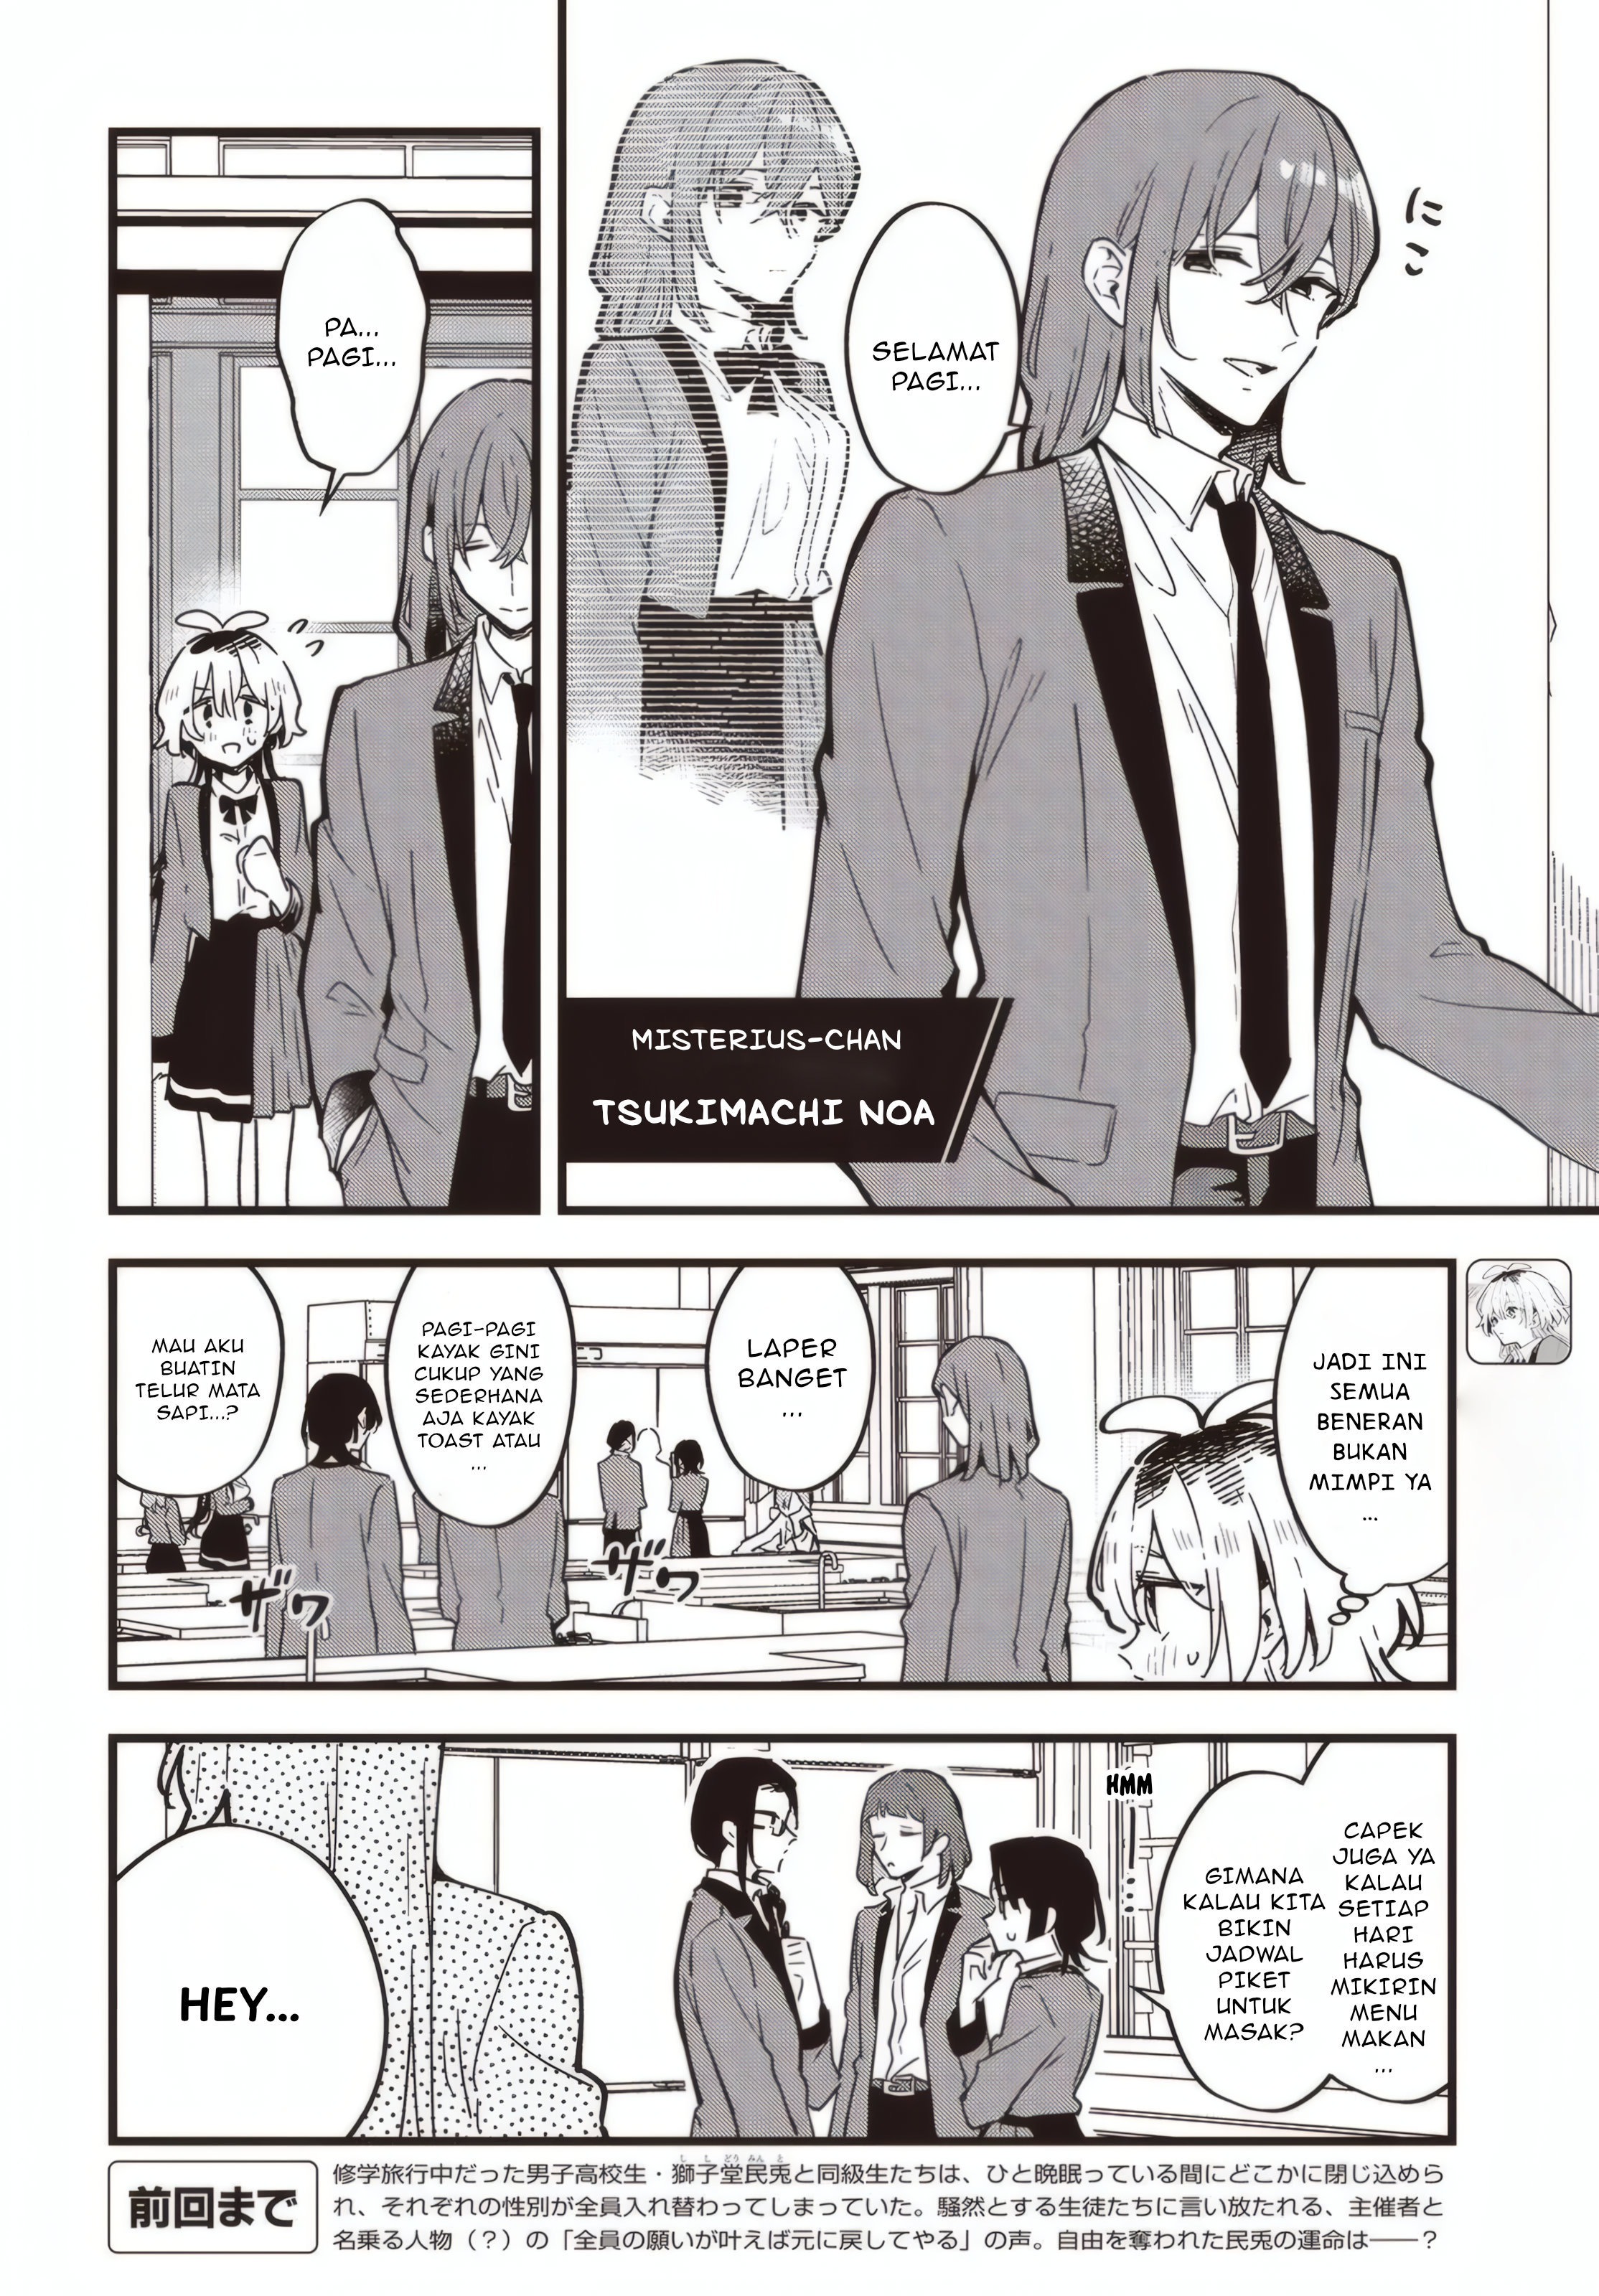 にこ
SELAMAT
PAGI...
MISTERIUS-CHAN
TSUKIMACHI NOA
PA...
PAGI...
JADI INI
SEMUA
BENERAN
BUKAN
MIMPI YA
...
LAPER
BANGET
...
ザワ
PAGI-PAGI
KAYAK GINI
CUKUP YANG
SEDERHANA
AJA KAYAK
TOAST ATAU
...
ザワ
MAU AKU
BUATIN
TELUR MATA
SAPI...?
CAPEK
JUGA YA
KALAU
SETIAP
HARI
HARUS
MIKIRIN
MENU
MAKAN
...
GIMANA
KALAU KITA
BIKIN
JADWAL
PIKET
UNTUK
MASAK?
HMM
HEY...
前回まで
修学旅行中だった男子高校生・獅子堂民兎と同級生たちは、ひと晩眠っている間にどこかに閉じ込めら
れ、それぞれの性別が全員入れ替わってしまっていた。騒然とする生徒たちに言い放たれる、主催者と
名乗る人物（？）の「全員の願いが叶えば元に戻してやる」の声。自由を奪われた民兎の運命は――？